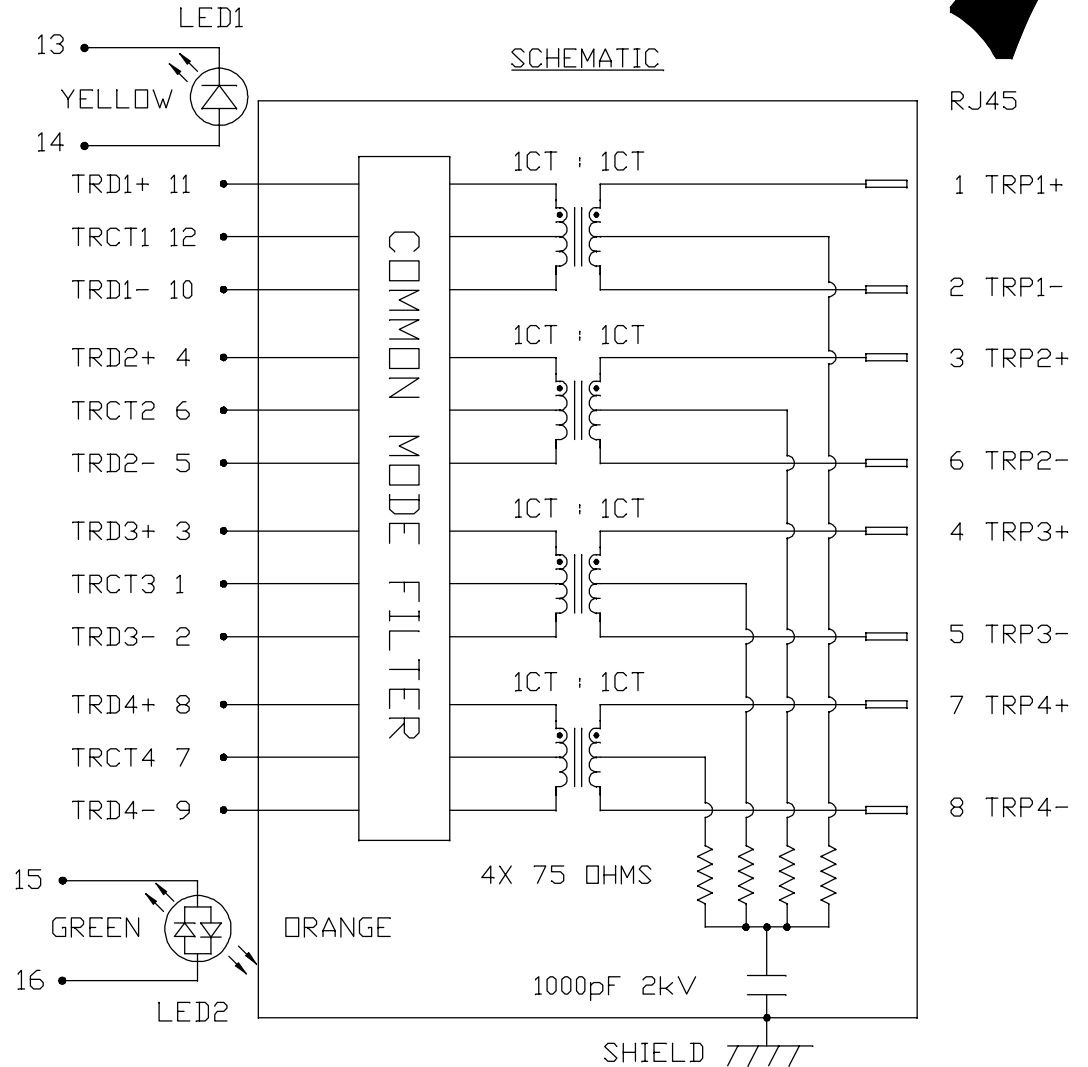 LED1
13
SCHEMATIC
YELLOW
RJ45
14
1CT : 1CT
TRD1+ 11
1 TRP1+
TRCT1 12
COMMON MODE FILTER
TRD1- 10
2 TRP1-
1CT : 1CT
TRD2+ 4
3 TRP2+
TRCT2 6
TRD2- 5
6 TRP2-
1CT : 1CT
TRD3+ 3
4 TRP3+
TRCT3 1
TRD3- 2
5 TRP3-
1CT : 1CT
TRD4+ 8
7 TRP4+
TRCT4 7
TRD4- 9
8 TRP4-
4X 75 OHMS
15
GREEN
ORANGE
16
1000pF 2kV
LED2
SHIELD